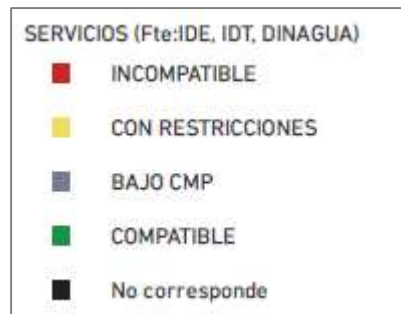 SERVICIOS (Fte:IDE, IDT, DINAGUA)
INCOMPATIBLE
CON RESTRICCIONES
BAJO CMP
COMPATIBLE
No corresponde